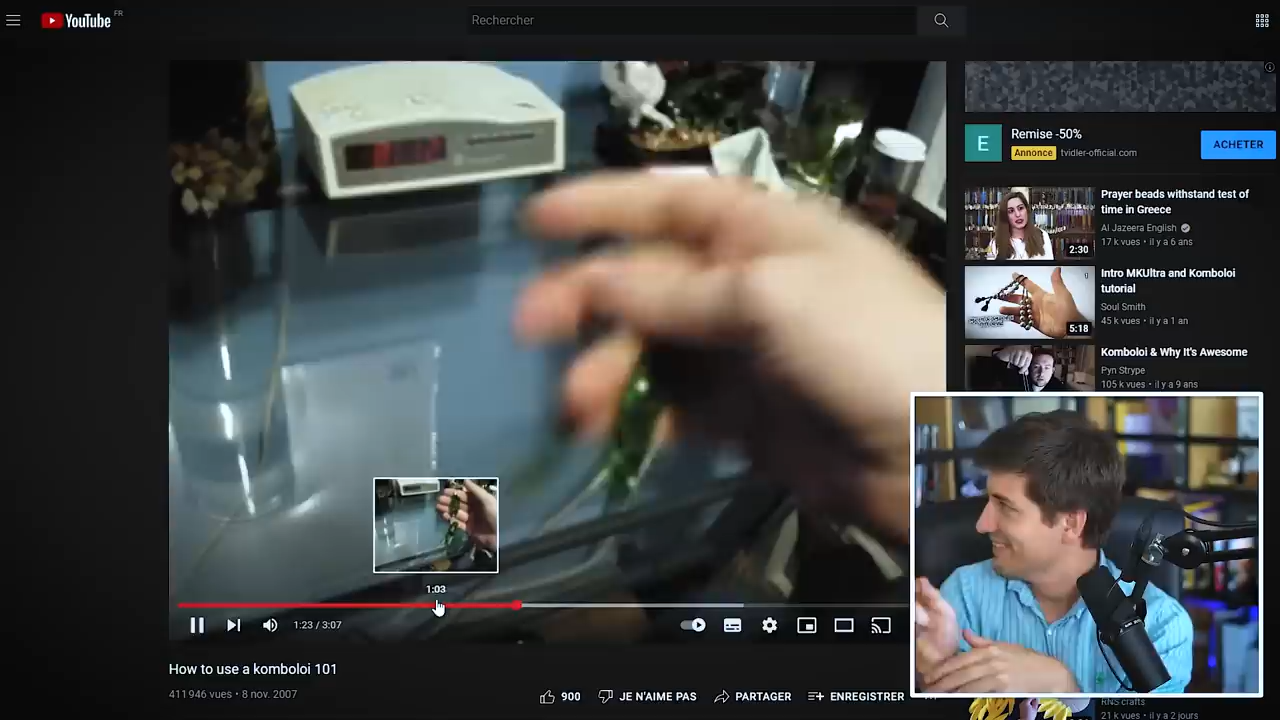 YouTube FR
Rechercher
E
Remise -50%
Annonce tvidler-official.com
ACHETER
Prayer beads withstand test of
time in Greece
Al Jazeera English
17 k vues • il y a 6 ans
2:30
Intro MKUltra and Komboloi
tutorial
Soul Smith
45 k vues • il y a 1 an
5:18
Komboloi & Why It's Awesome
Pyn Strype
105 k vues • il y a 9 ans
1:03
1:23 / 3:07
How to use a komboloi 101
411 946 vues • 8 nov. 2007
900
JE N'AIME PAS
PARTAGER
ENREGISTRER
RNS crafts
21 k vues • il y a 2 jours